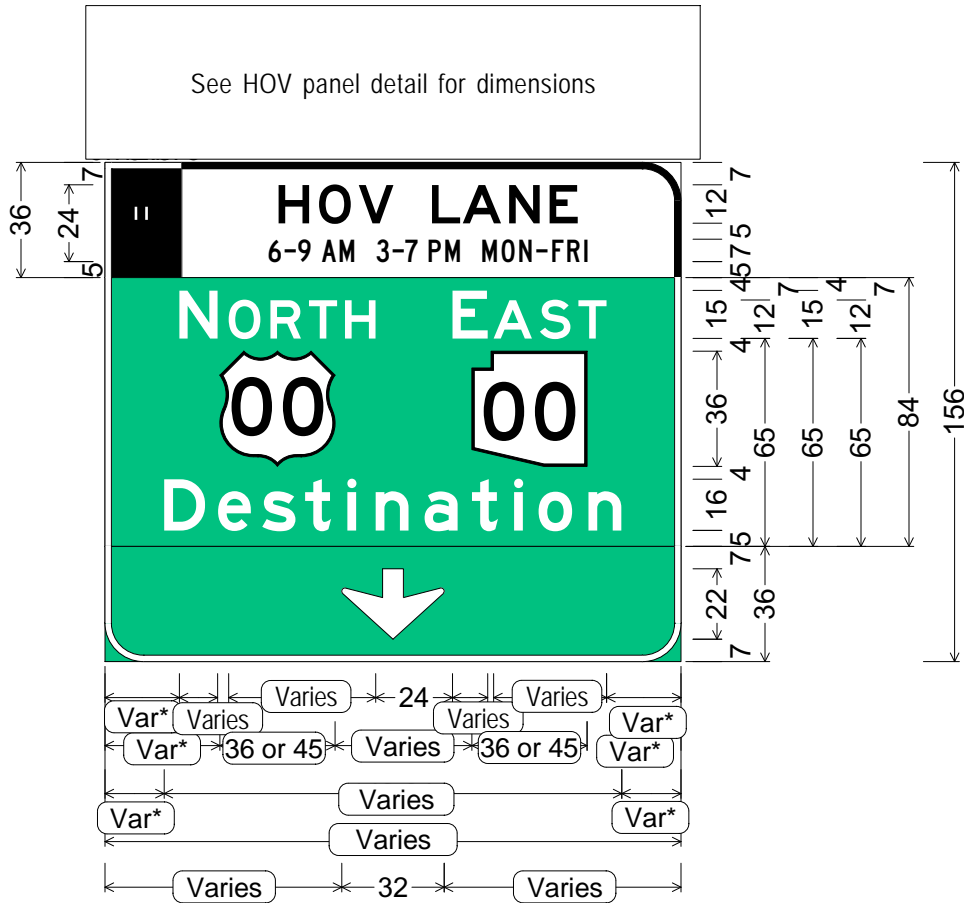 See HOV panel detail for dimensions
HOV LANE
6-9 AM 3-7 PM MON-FRI
NORTH EAST
00 00
Destination
36
7
24
5
7
12
5
7
5
4
15
4
36
4
16
5
7
22
7
7
12
65
36
4
15
65
7
12
65
84
156
Varies 24 Varies
Var* Varies Varies Var*
Var* 36 or 45 Varies 36 or 45 Var*
Varies
Var* Var*
Varies
Varies 32 Varies